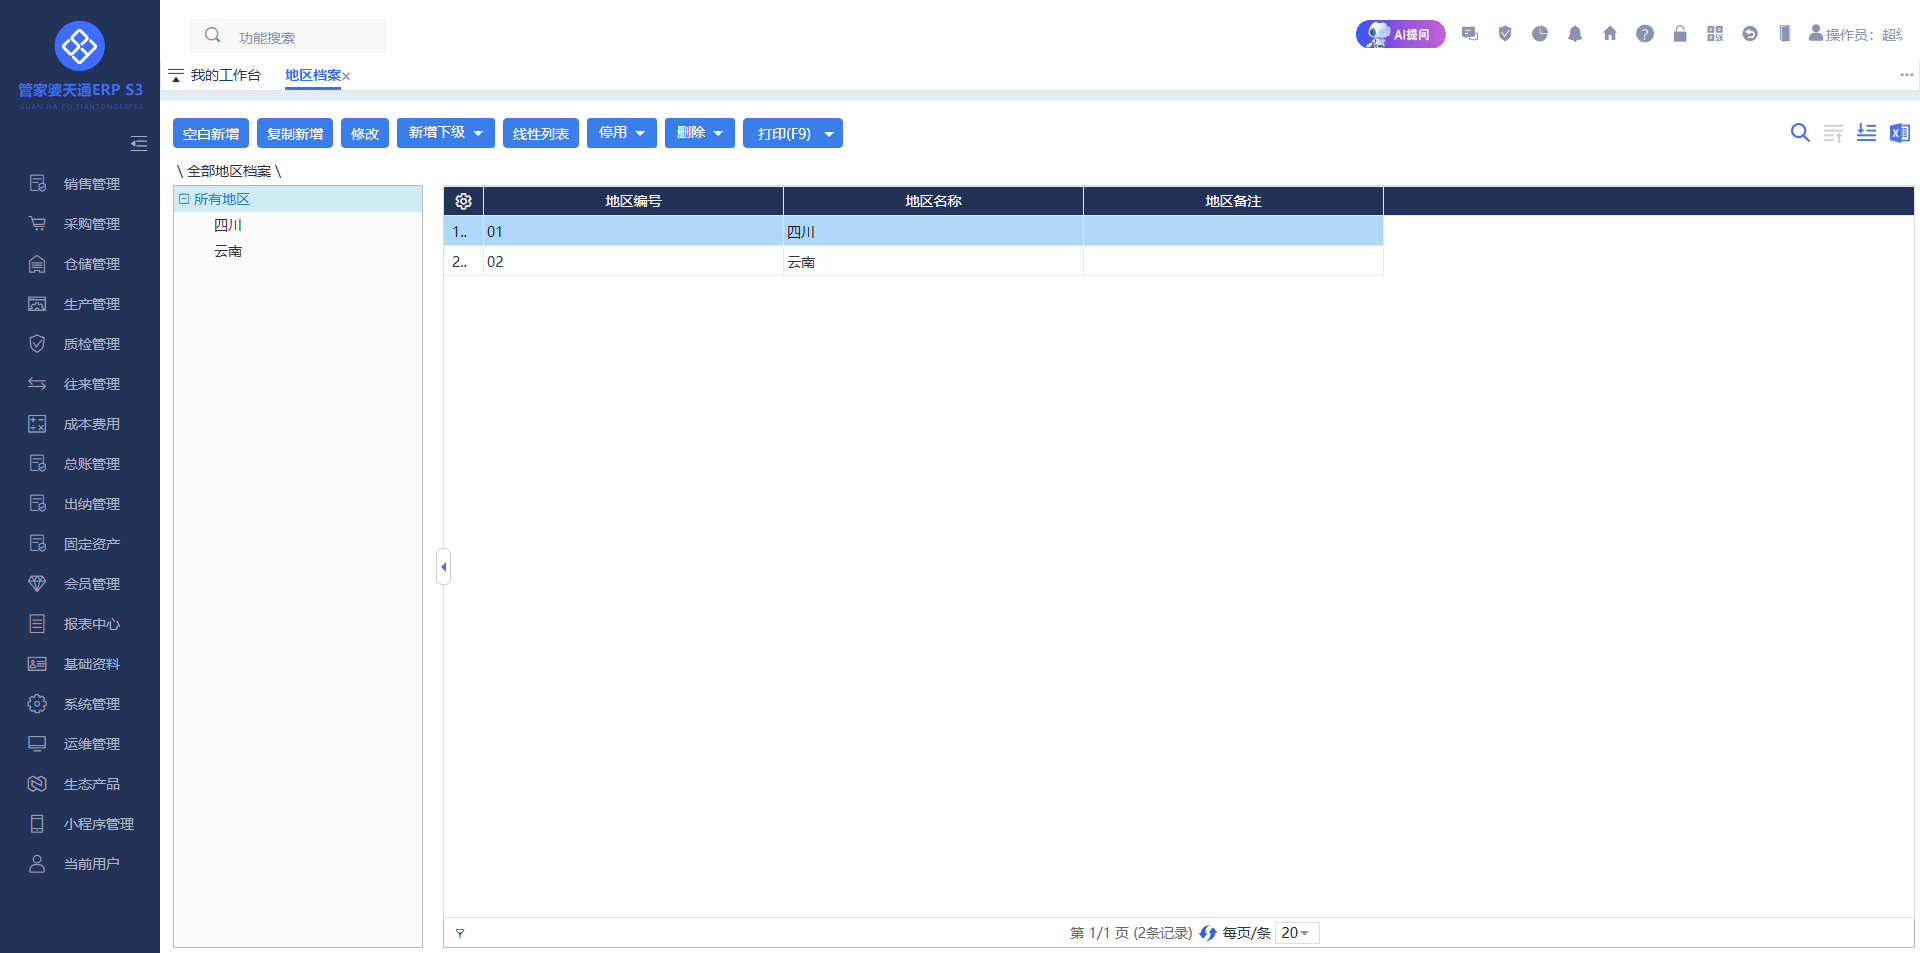 管家婆天通ERP S3
GUAN JIA PO TIANTONGERPS3
功能搜索
AI提问
操作员：超级
我的工作台
地区档案
空白新增
复制新增
修改
新增下级
线性列表
停用
删除
打印(F9)
\ 全部地区档案 \
销售管理
采购管理
仓储管理
生产管理
质检管理
往来管理
成本费用
总账管理
出纳管理
固定资产
会员管理
报表中心
基础资料
系统管理
运维管理
生态产品
小程序管理
当前用户
所有地区
四川
云南
地区编号 地区名称 地区备注
1.. 01 四川
2.. 02 云南
第 1/1 页 (2条记录) 每页/条 20